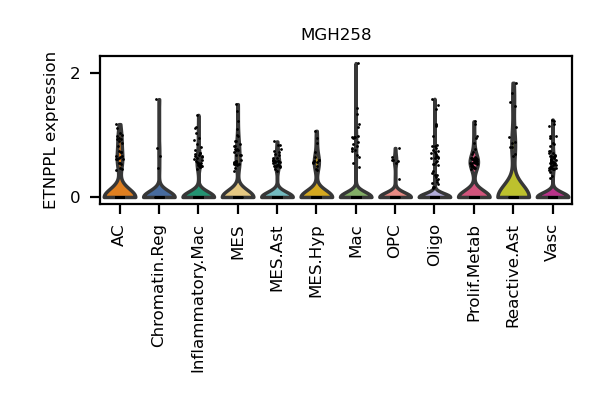 MGH258
ETNPPL expression
2
0
AC
Chromatin.Reg
Inflammatory.Mac
MES
MES.Ast
MES.Hyp
Mac
OPC
Oligo
Prolif.Metab
Reactive.Ast
Vasc